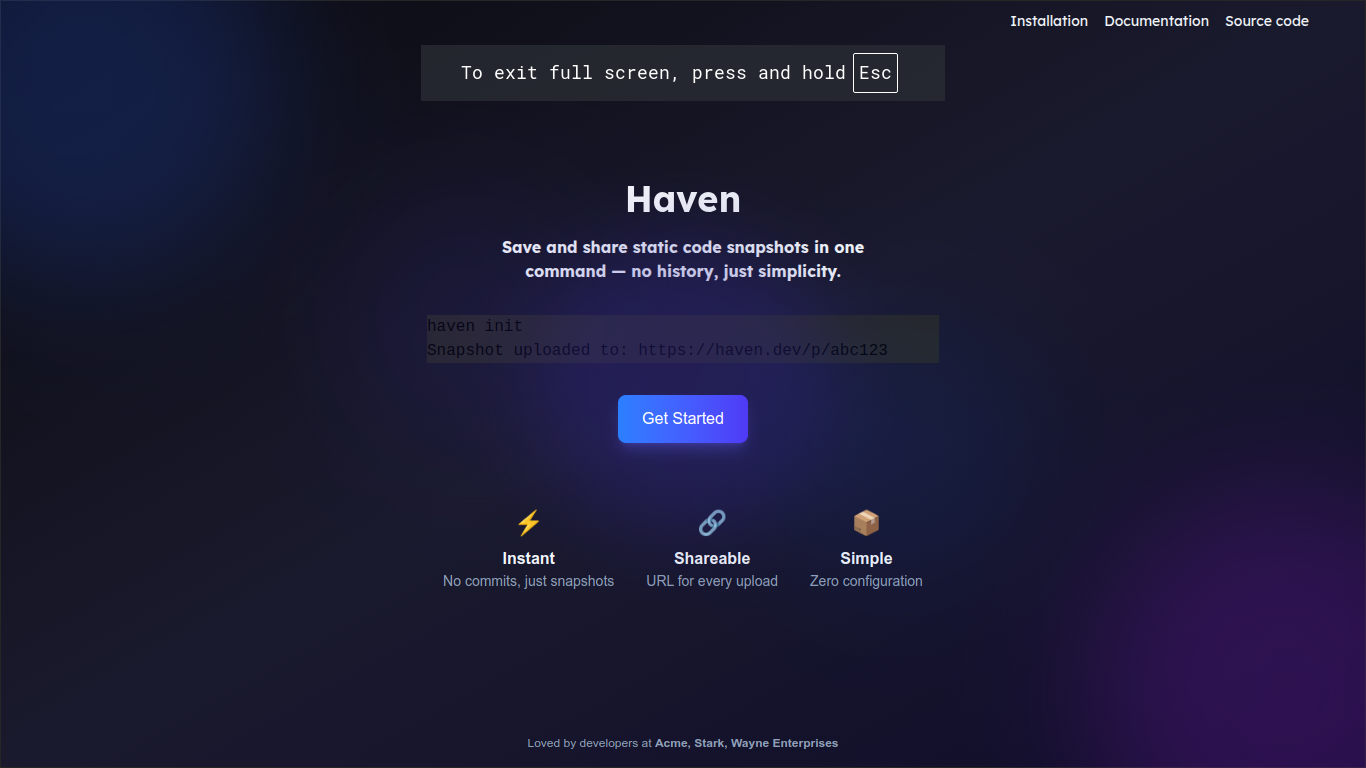 Installation Documentation Source code
To exit full screen, press and hold Esc
Haven
Save and share static code snapshots in one
command — no history, just simplicity.
haven init
Snapshot uploaded to: https://haven.dev/p/abc123
Get Started
Instant
No commits, just snapshots
Shareable
URL for every upload
Simple
Zero configuration
Loved by developers at Acme, Stark, Wayne Enterprises